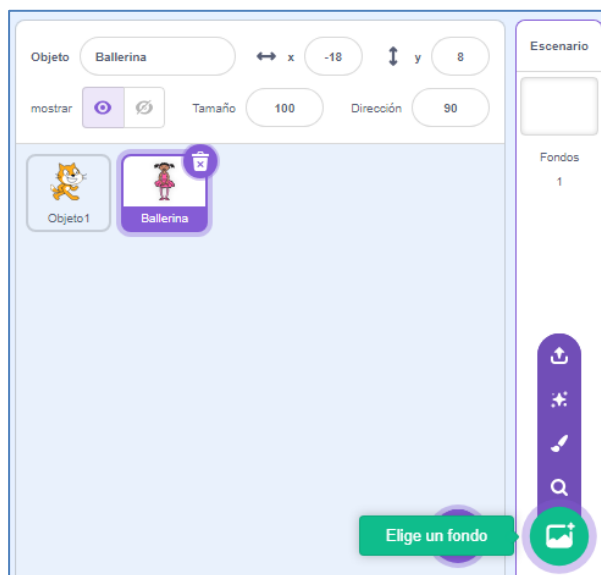 Objeto Ballerina x -18 y 8
mostrar Tamaño 100 Dirección 90
Objeto1 Ballerina
Escenario
Fondos
1
Elige un fondo